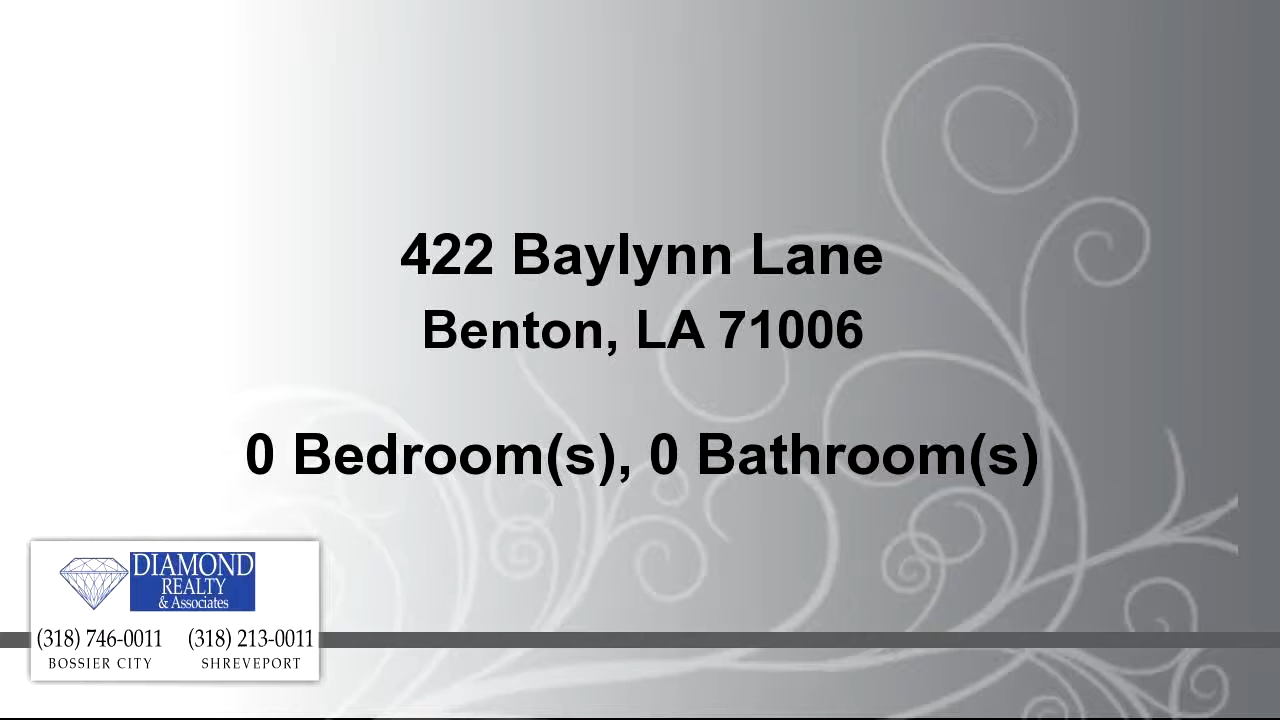 422 Baylynn Lane
Benton, LA 71006
0 Bedroom(s), 0 Bathroom(s)
DIAMOND
REALTY
& Associates
(318) 746-0011 (318) 213-0011
BOSSIER CITY SHREVEPORT